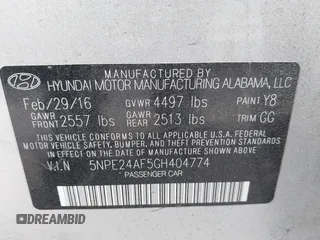 MANUFACTURED BY
HYUNDAI MOTOR MANUFACTURING ALABAMA, LLC
Feb/29/16 GVWR 4497 lbs PAINT Y8
GAWR FRONT 2557 lbs GAWR REAR 2513 lbs TRIM GG
THIS VEHICLE CONFORMS TO ALL APPLICABLE U.S.
FEDERAL MOTOR VEHICLE SAFETY, BUMPER, AND THEFT
PREVENTION STANDARDS IN EFFECT ON THE DATE OF
MANUFACTURE SHOWN ABOVE.
V.I.N 5NPE24AF5GH404774
PASSENGER CAR
DREAMBID